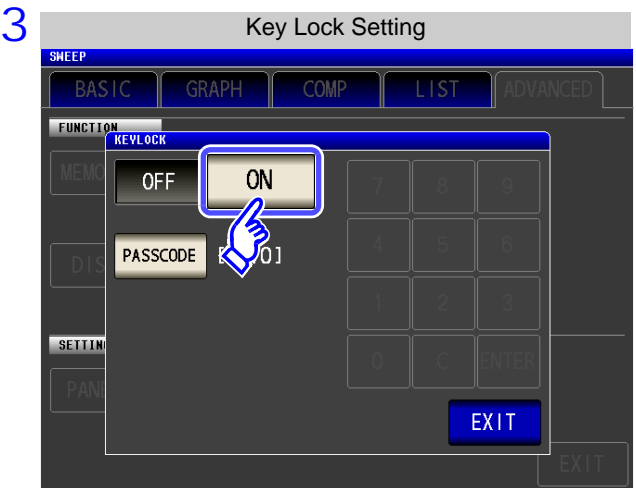 3
Key Lock Setting
SWEEP
BASIC GRAPH COMP LIST ADVANCED
FUNCTION
KEYLOCK
OFF ON 7 8 9
PASSCODE 4 5 6
1 2 3
0 C ENTER
EXIT
EXIT